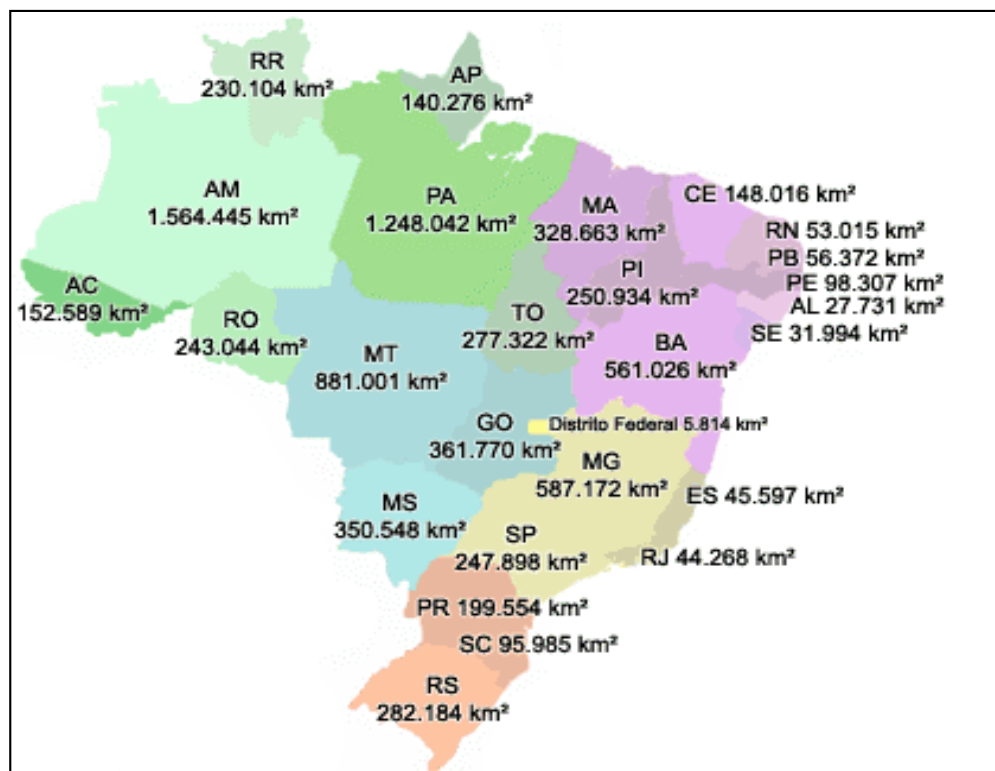 RR
230.104 km²
AP
140.276 km²
AM
1.564.445 km²
PA
1.248.042 km²
MA
328.663 km²
CE 148.016 km²
RN 53.015 km²
PB 56.372 km²
PE 98.307 km²
AL 27.731 km²
SE 31.994 km²
PI
250.934 km²
AC
152.589 km²
RO
243.044 km²
TO
277.322 km²
MT
881.001 km²
BA
561.026 km²
GO
361.770 km²
Distrito Federal 5.814 km²
MG
587.172 km²
ES 45.597 km²
MS
350.548 km²
SP
247.898 km²
RJ 44.268 km²
PR 199.554 km²
SC 95.985 km²
RS
282.184 km²